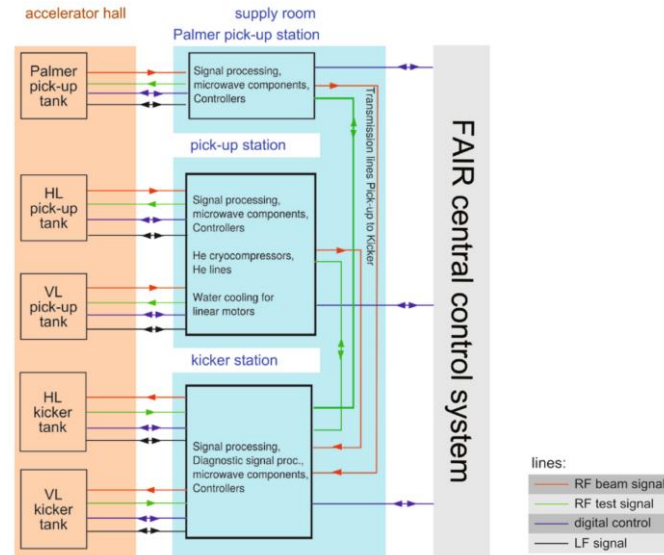 accelerator hall
supply room
Palmer pick-up station
Palmer
pick-up
tank
Signal processing,
microwave components,
Controllers
pick-up station
HL
pick-up
tank
Signal processing,
microwave components,
Controllers
He cryocompressors,
He lines
Water cooling for
linear motors
VL
pick-up
tank
Transmission lines Pick-up to Kicker
kicker station
HL
kicker
tank
Signal processing,
Diagnostic signal proc.,
microwave components,
Controllers
VL
kicker
tank
FAIR central control system
lines:
RF beam signal
RF test signal
digital control
LF signal